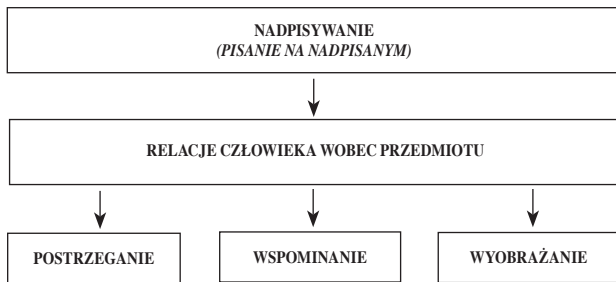 NADPISYWANIE
(PISANIE NA NADPISANYM)
RELACJE CZŁOWIEKA WOBEC PRZEDMIOTU
POSTRZEGANIE
WSPOMINANIE
WYOBRAŻANIE